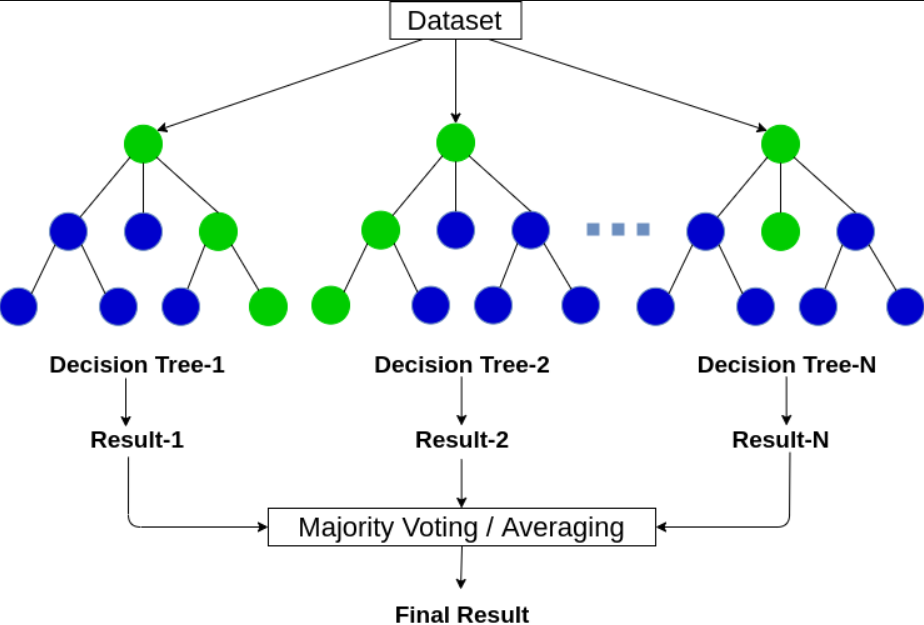 Dataset
Decision Tree-1
Decision Tree-2
Decision Tree-N
Result-1
Result-2
Result-N
Majority Voting / Averaging
Final Result